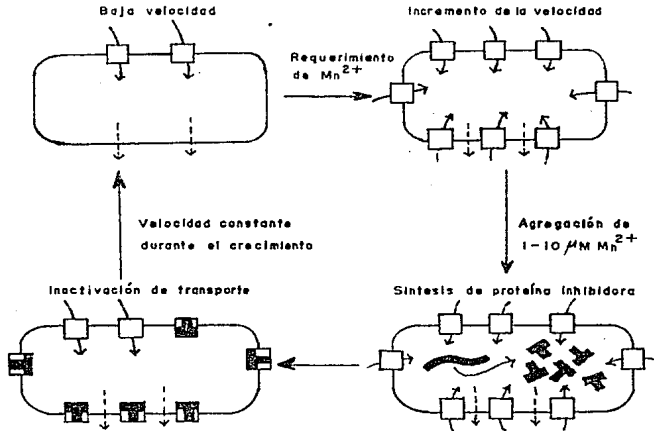 Baja velocidad
Incremento de la velocidad
Requerimiento
de Mn2+
Velocidad constante
durante el crecimiento
Agregación de
1-10 μM Mn2+
Inactivación de transporte
Síntesis de proteína inhibidora